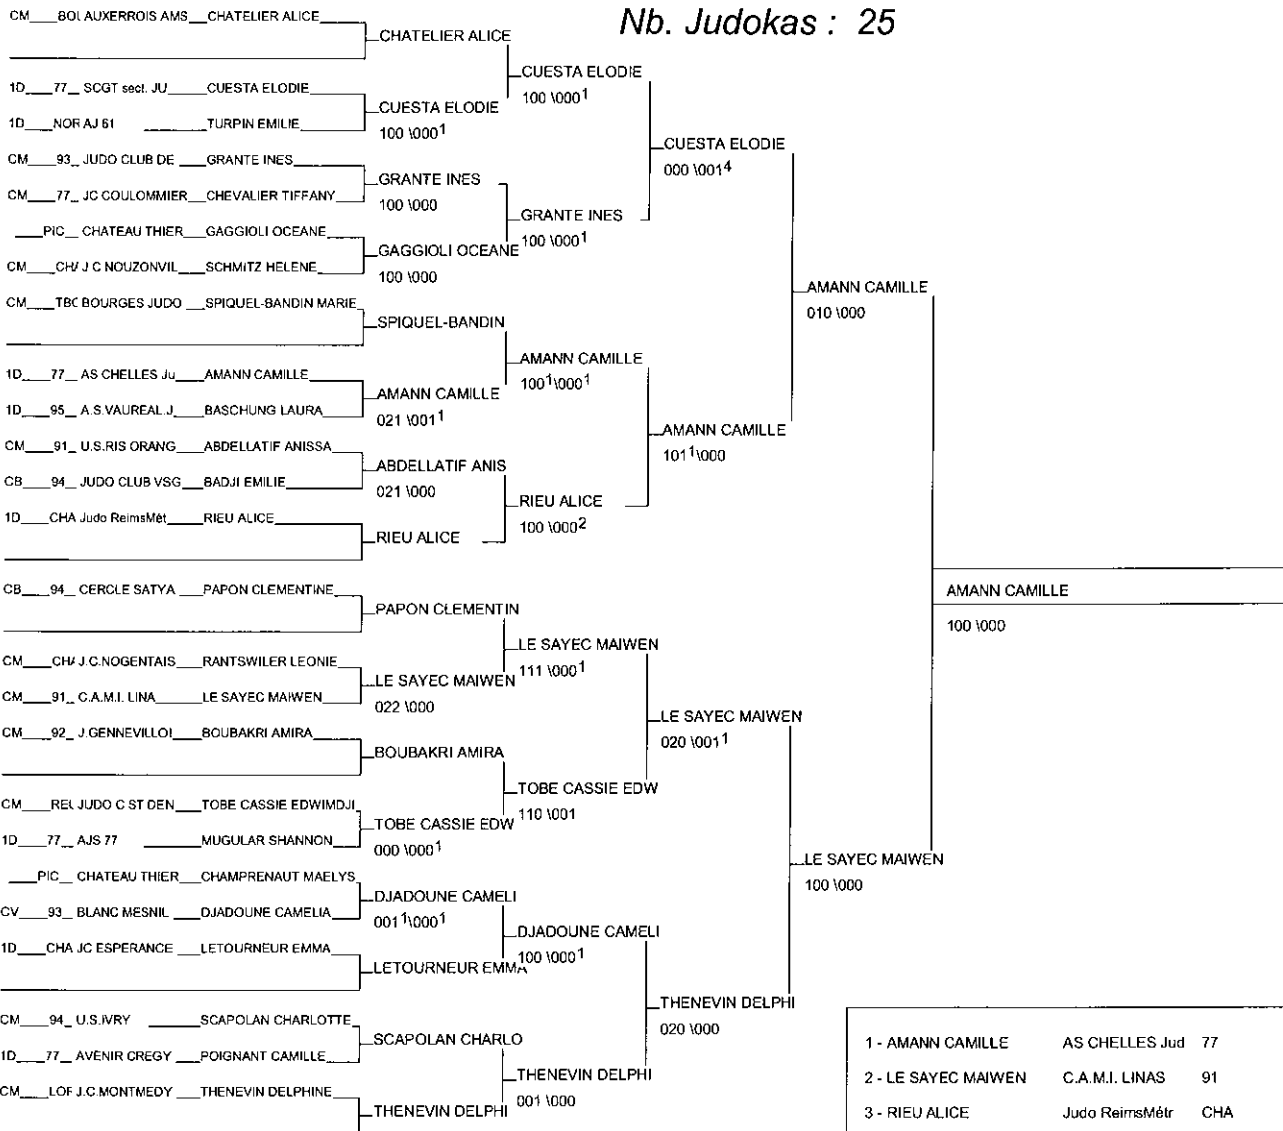 Nb. Judokas : 25
CM BOU AUXERROIS AMS CHATELIER ALICE
CHATELIER ALICE
CUESTA ELODIE
100 \000 1
1D 77 SCGT sect. JU CUESTA ELODIE
CUESTA ELODIE
100 \000 1
1D NOR AJ 61 TURPIN EMILIE
CUESTA ELODIE
000 \001 4
CM 93 JUDO CLUB DE GRANTE INES
GRANTE INES
100 \000
CM 77 JC COULOMMIER CHEVALIER TIFFANY
GRANTE INES
100 \000 1
PIC CHATEAU THIER GAGGIOLI OCEANE
GAGGIOLI OCEANE
100 \000
CM CHA J C NOUZONVIL SCHMITZ HELENE
AMANN CAMILLE
010 \000
CM TBO BOURGES JUDO SPIQUEL-BANDIN MARIE
SPIQUEL-BANDIN
AMANN CAMILLE
100 1\000 1
1D 77 AS CHELLES Ju AMANN CAMILLE
AMANN CAMILLE
021 \001 1
1D 95 A.S.VAUREAL.J BASCHUNG LAURA
AMANN CAMILLE
101 1\000
CM 91 U.S.RIS ORANG ABDELLATIF ANISSA
ABDELLATIF ANIS
021 \000
CB 94 JUDO CLUB VSG BADJI EMILIE
RIEU ALICE
100 \000 2
1D CHA Judo ReimsMét RIEU ALICE
RIEU ALICE
AMANN CAMILLE
100 \000
CB 94 CERCLE SATYA PAPON CLEMENTINE
PAPON CLEMENTIN
LE SAYEC MAIWEN
111 \000 1
CM CHA J.C.NOGENTAIS RANTSWILER LEONIE
LE SAYEC MAIWEN
022 \000
CM 91 C.A.M.I. LINA LE SAYEC MAIWEN
LE SAYEC MAIWEN
020 \001 1
CM 92 J.GENNEVILLOI BOUBAKRI AMIRA
BOUBAKRI AMIRA
TOBE CASSIE EDW
110 \001
CM REU JUDO C ST DEN TOBE CASSIE EDWIMDJI
TOBE CASSIE EDW
000 \000 1
1D 77 AJS 77 MUGULAR SHANNON
LE SAYEC MAIWEN
100 \000
PIC CHATEAU THIER CHAMPRENAUT MAELYS
DJADOUNE CAMELI
001 1\000 1
CV 93 BLANC MESNIL DJADOUNE CAMELIA
DJADOUNE CAMELI
100 \000 1
1D CHA JC ESPERANCE LETOURNEUR EMMA
LETOURNEUR EMMA
THENEVIN DELPHI
020 \000
CM 94 U.S.IVRY SCAPOLAN CHARLOTTE
SCAPOLAN CHARLO
1D 77 AVENIR CREGY POIGNANT CAMILLE
THENEVIN DELPHI
001 \000
CM LOR J.C.MONTMEDY THENEVIN DELPHINE
THENEVIN DELPHI
1 - AMANN CAMILLE AS CHELLES Jud 77
2 - LE SAYEC MAIWEN C.A.M.I. LINAS 91
3 - RIEU ALICE Judo ReimsMétr CHA